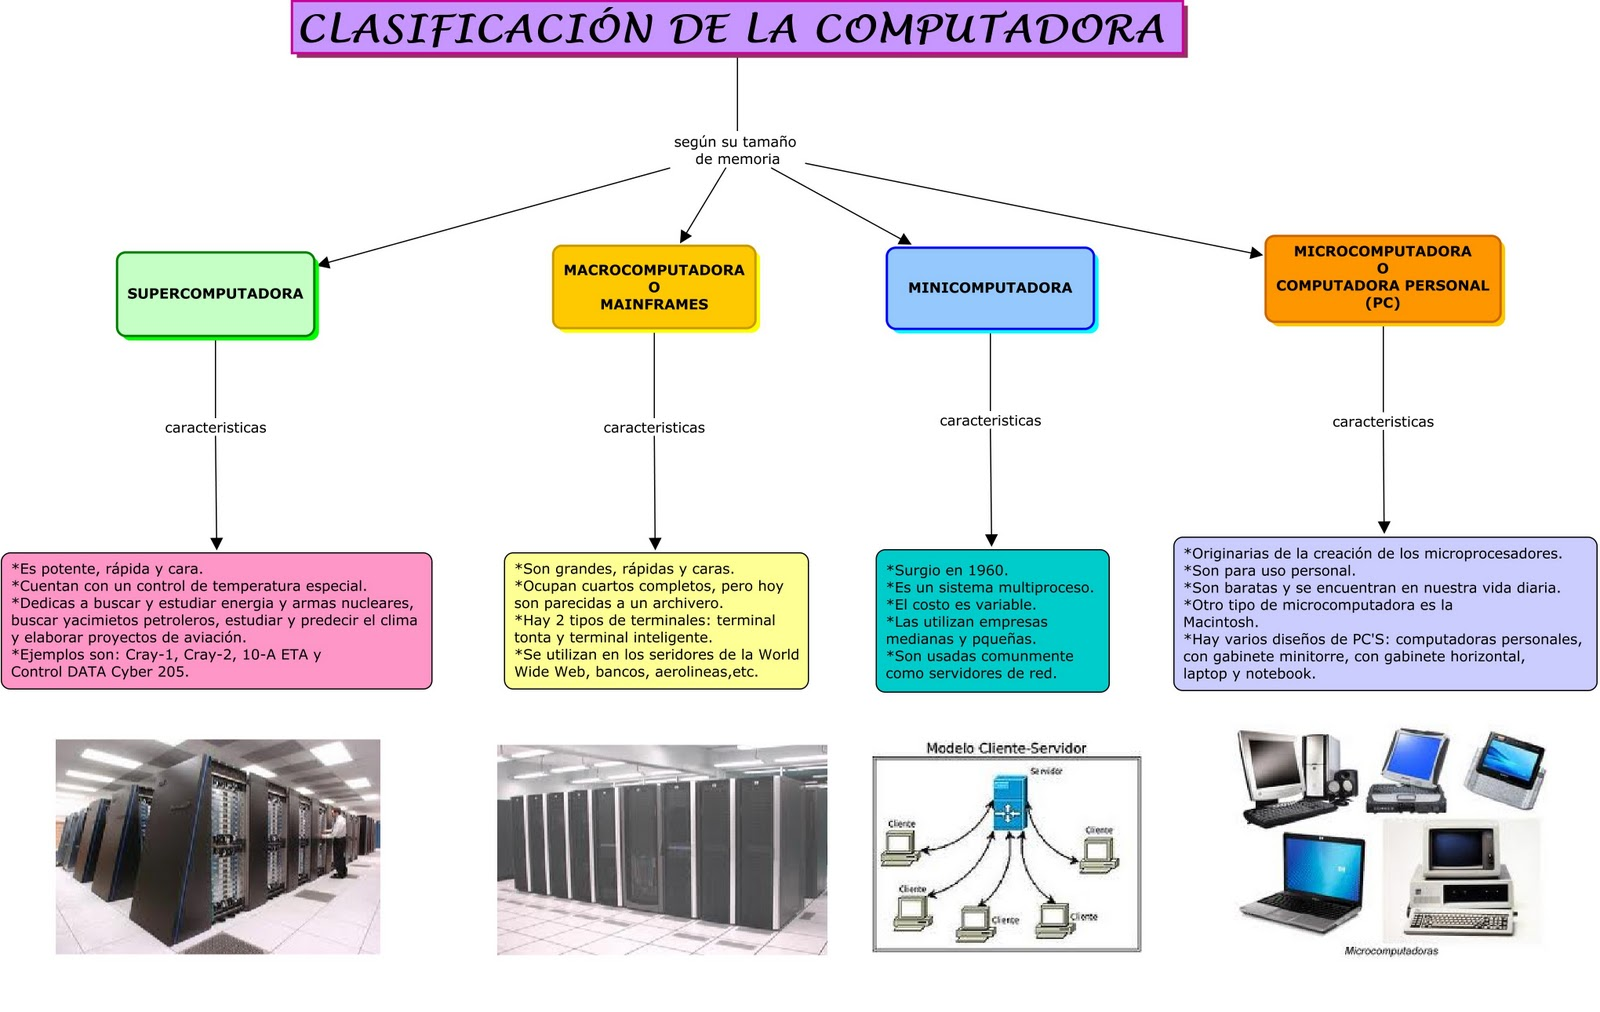 CLASIFICACIÓN DE LA COMPUTADORA
según su tamaño
de memoria
SUPERCOMPUTADORA
MACROCOMPUTADORA
O
MAINFRAMES
MINICOMPUTADORA
MICROCOMPUTADORA
O
COMPUTADORA PERSONAL
(PC)
caracteristicas
caracteristicas
caracteristicas
caracteristicas
*Es potente, rápida y cara.
*Cuentan con un control de temperatura especial.
*Dedicas a buscar y estudiar energia y armas nucleares,
buscar yacimietos petroleros, estudiar y predecir el clima
y elaborar proyectos de aviación.
*Ejemplos son: Cray-1, Cray-2, 10-A ETA y
Control DATA Cyber 205.
*Son grandes, rápidas y caras.
*Ocupan cuartos completos, pero hoy
son parecidas a un archivero.
*Hay 2 tipos de terminales: terminal
tonta y terminal inteligente.
*Se utilizan en los seridores de la World
Wide Web, bancos, aerolineas,etc.
*Surgio en 1960.
*Es un sistema multiproceso.
*El costo es variable.
*Las utilizan empresas
medianas y pqueñas.
*Son usadas comunmente
como servidores de red.
*Originarias de la creación de los microprocesadores.
*Son para uso personal.
*Son baratas y se encuentran en nuestra vida diaria.
*Otro tipo de microcomputadora es la
Macintosh.
*Hay varios diseños de PC'S: computadoras personales,
con gabinete minitorre, con gabinete horizontal,
laptop y notebook.
Modelo Cliente-Servidor
Servidor
Cliente
Cliente
Cliente
Cliente
Cliente
Microcomputadoras